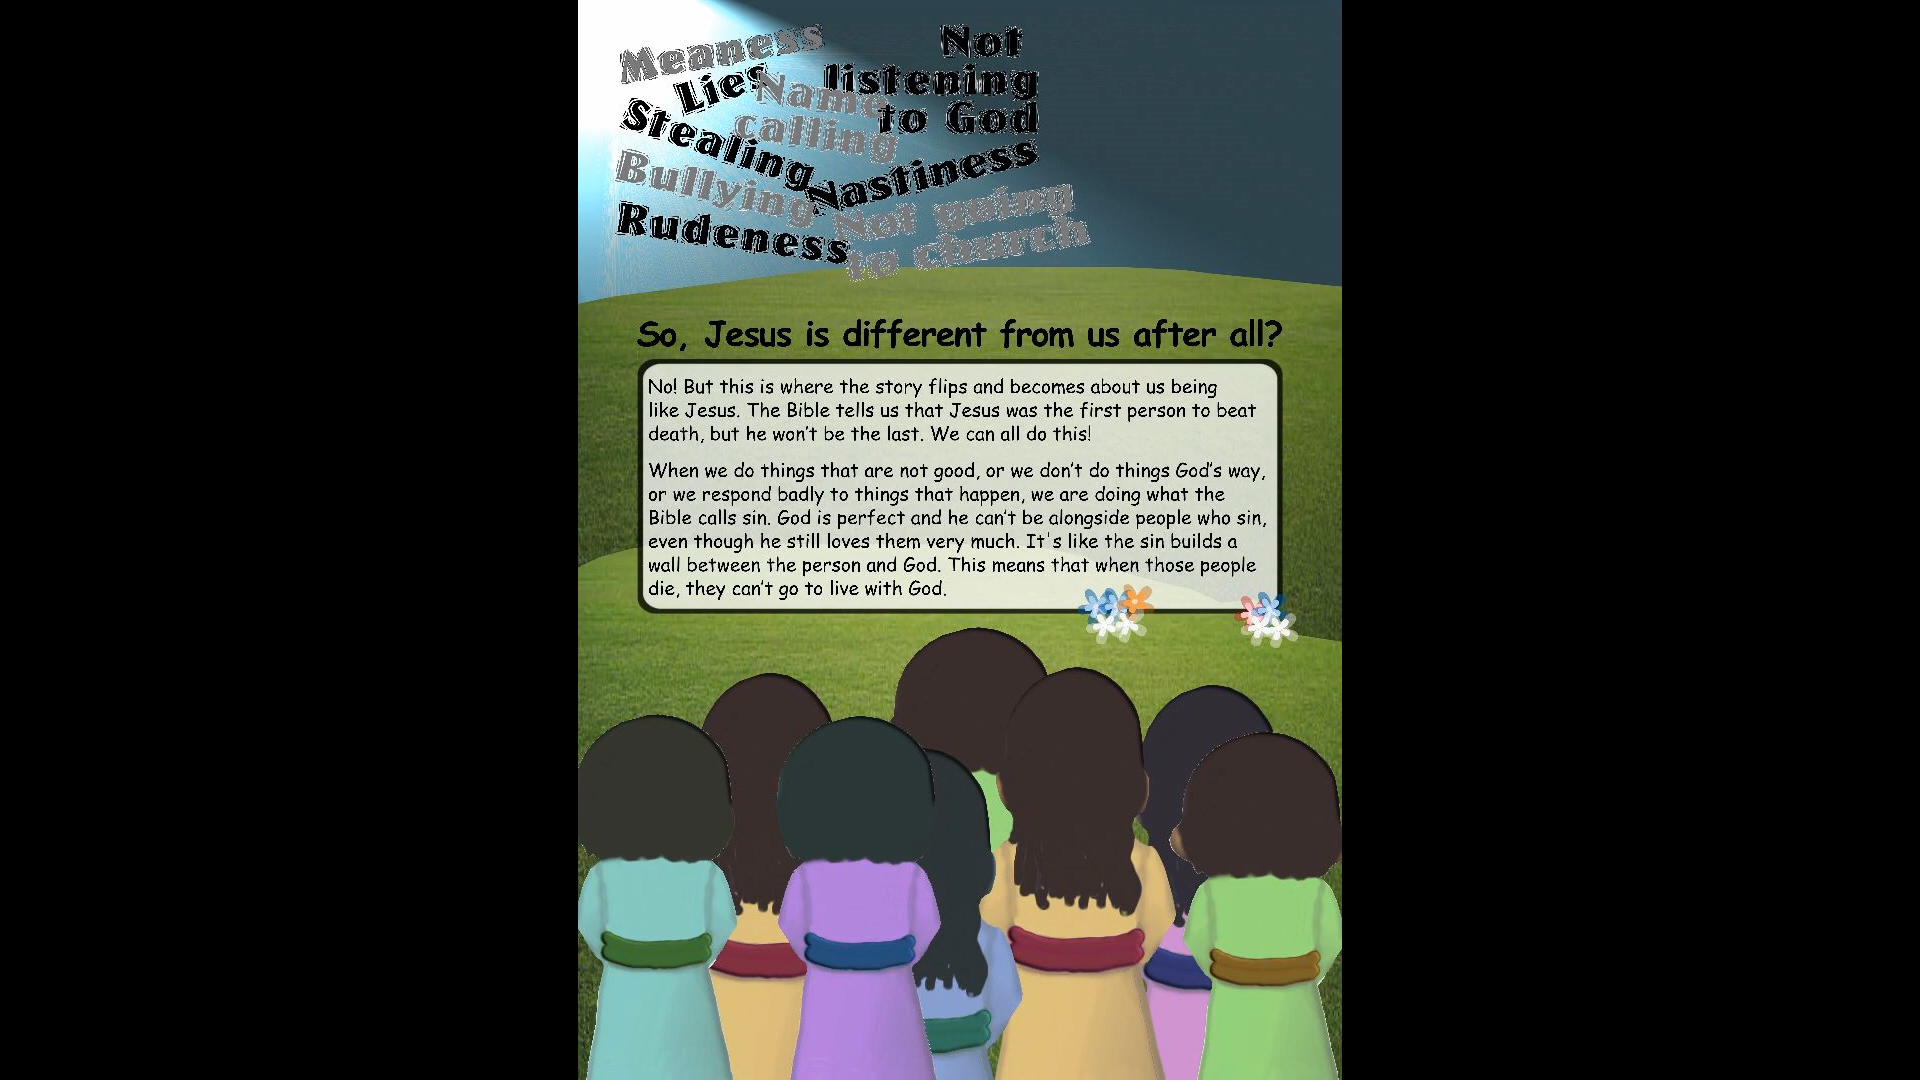 Meaness
Lies
Name
calling
Not
listening
to God
Stealing
Bullying
Nastiness
Rudeness
Not going
to church
So, Jesus is different from us after all?
No! But this is where the story flips and becomes about us being
like Jesus. The Bible tells us that Jesus was the first person to beat
death, but he won't be the last. We can all do this!
When we do things that are not good, or we don't do things God's way,
or we respond badly to things that happen, we are doing what the
Bible calls sin. God is perfect and he can't be alongside people who sin,
even though he still loves them very much. It's like the sin builds a
wall between the person and God. This means that when those people
die, they can't go to live with God.